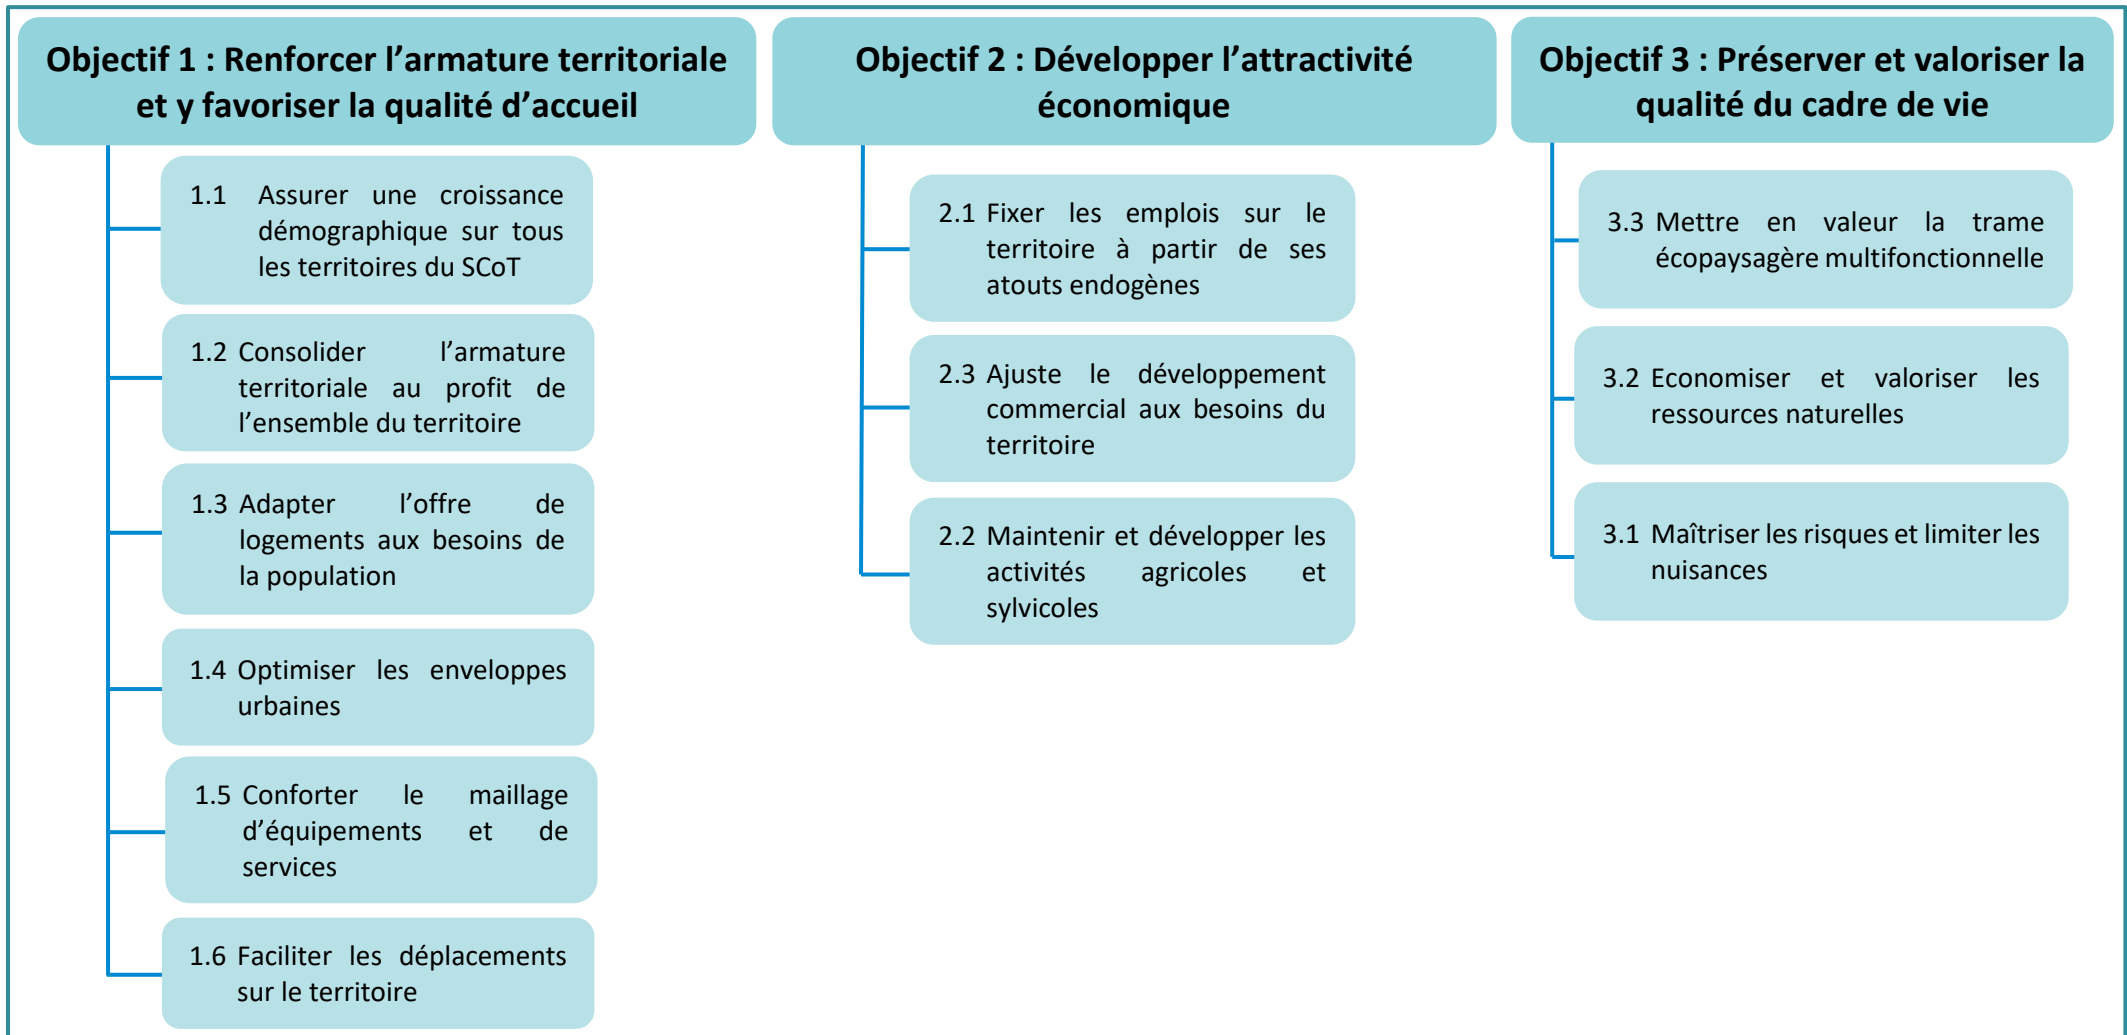 Objectif 1 : Renforcer l’armature territoriale
et y favoriser la qualité d’accueil
1.1 Assurer une croissance
démographique sur tous
les territoires du SCoT
1.2 Consolider l’armature
territoriale au profit de
l’ensemble du territoire
1.3 Adapter l’offre de
logements aux besoins de
la population
1.4 Optimiser les enveloppes
urbaines
1.5 Conforter le maillage
d’équipements et de
services
1.6 Faciliter les déplacements
sur le territoire
Objectif 2 : Développer l’attractivité
économique
2.1 Fixer les emplois sur le
territoire à partir de ses
atouts endogènes
2.3 Ajuste le développement
commercial aux besoins du
territoire
2.2 Maintenir et développer les
activités agricoles et
sylvicoles
Objectif 3 : Préserver et valoriser la
qualité du cadre de vie
3.3 Mettre en valeur la trame
écopaysagère multifonctionnelle
3.2 Economiser et valoriser les
ressources naturelles
3.1 Maîtriser les risques et limiter les
nuisances